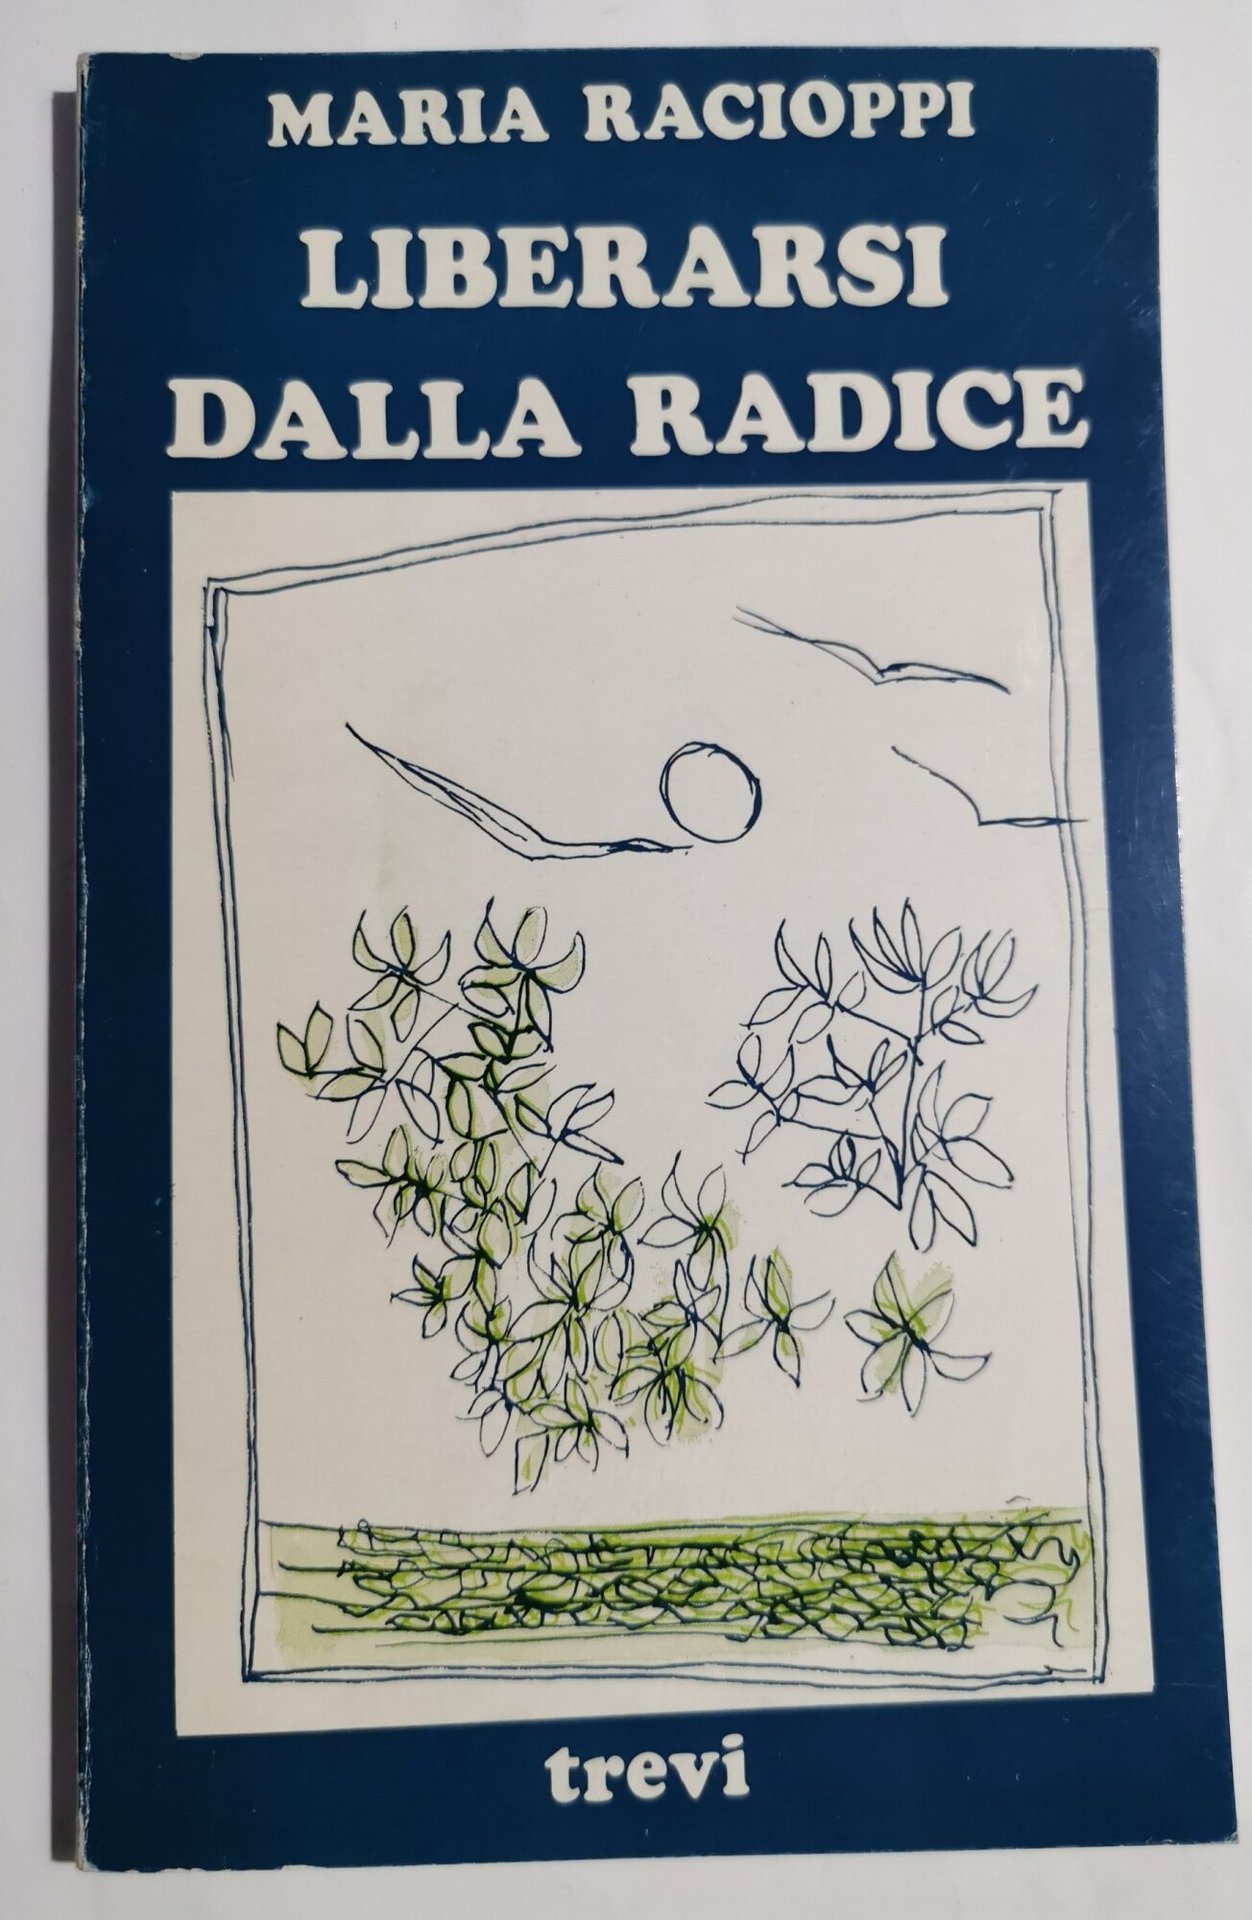 MARIA RACIOPPI
LIBERARSI
DALLA RADICE
trevi